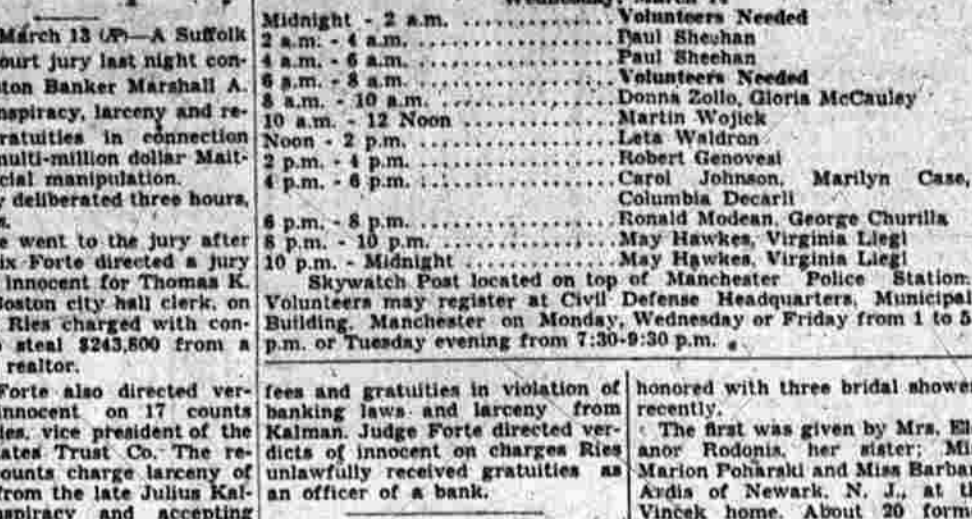 March 13 (AP)—A Suffolk
ourt jury last night con-
ton Banker Marshall A.
nspiracy, larceny and re-
ratuities in connection
multi-million dollar Mait-
cial manipulation.
y deliberated three hours,
s.
e went to the jury after
ix Forte directed a jury
innocent for Thomas K.
Boston city hall clerk, on
Ries charged with con-
o steal $243,800 from a
realtor.
Forte also directed ver-
innocent on 17 counts
ies, vice president of the
ates Trust Co. The re-
ounts charge larceny of
from the late Julius Kal-
nspiracy and accepting
Wednesday, March
Midnight - 2 a.m. .................. Volunteers Needed
2 a.m. - 4 a.m. .................. Paul Sheehan
4 a.m. - 6 a.m. .................. Paul Sheehan
6 a.m. - 8 a.m. .................. Volunteers Needed
8 a.m. - 10 a.m. .................. Donna Zollo, Gloria McCauley
10 a.m. - 12 Noon .................. Martin Wojick
Noon - 2 p.m. .................. Leta Waldron
2 p.m. - 4 p.m. .................. Robert Genovesi
4 p.m. - 6 p.m. .................. Carol Johnson, Marilyn Case,
Columbia Decarli
6 p.m. - 8 p.m. .................. Ronald Modean, George Churilla
8 p.m. - 10 p.m. .................. May Hawkes, Virginia Liegl
10 p.m. - Midnight .................. May Hawkes, Virginia Liegl
Skywatch Post located on top of Manchester Police Station.
Volunteers may register at Civil Defense Headquarters, Municipal
Building, Manchester on Monday, Wednesday or Friday from 1 to 5
p.m. or Tuesday evening from 7:30-9:30 p.m.
fees and gratuities in violation of
banking laws and larceny from
Kalman. Judge Forte directed ver-
dicts of innocent on charges Ries
unlawfully received gratuities as
an officer of a bank.
honored with three bridal shower
recently.
The first was given by Mrs. El
anor Rodonis, her sister; Mi
Marion Poharski and Miss Barba
Ardis of Newark, N. J., at t
Vincek home. About 20 form